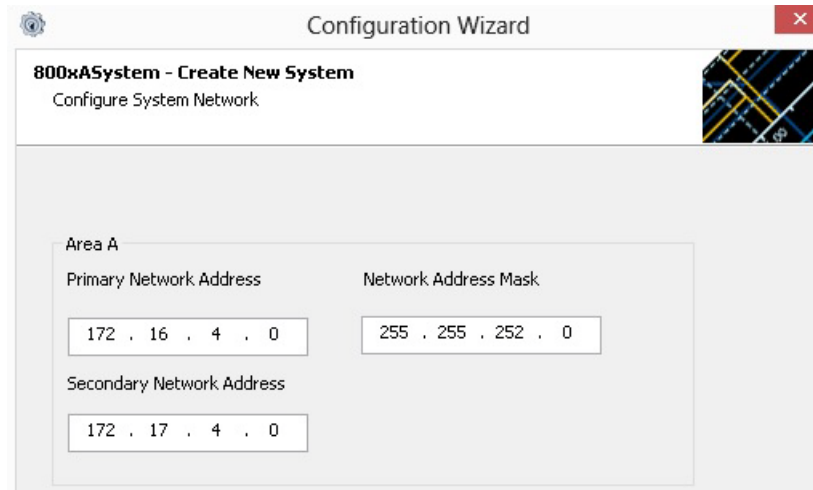 Configuration Wizard
800xASystem - Create New System
Configure System Network
Area A
Primary Network Address
Network Address Mask
172 . 16 . 4 . 0
255 . 255 . 252 . 0
Secondary Network Address
172 . 17 . 4 . 0